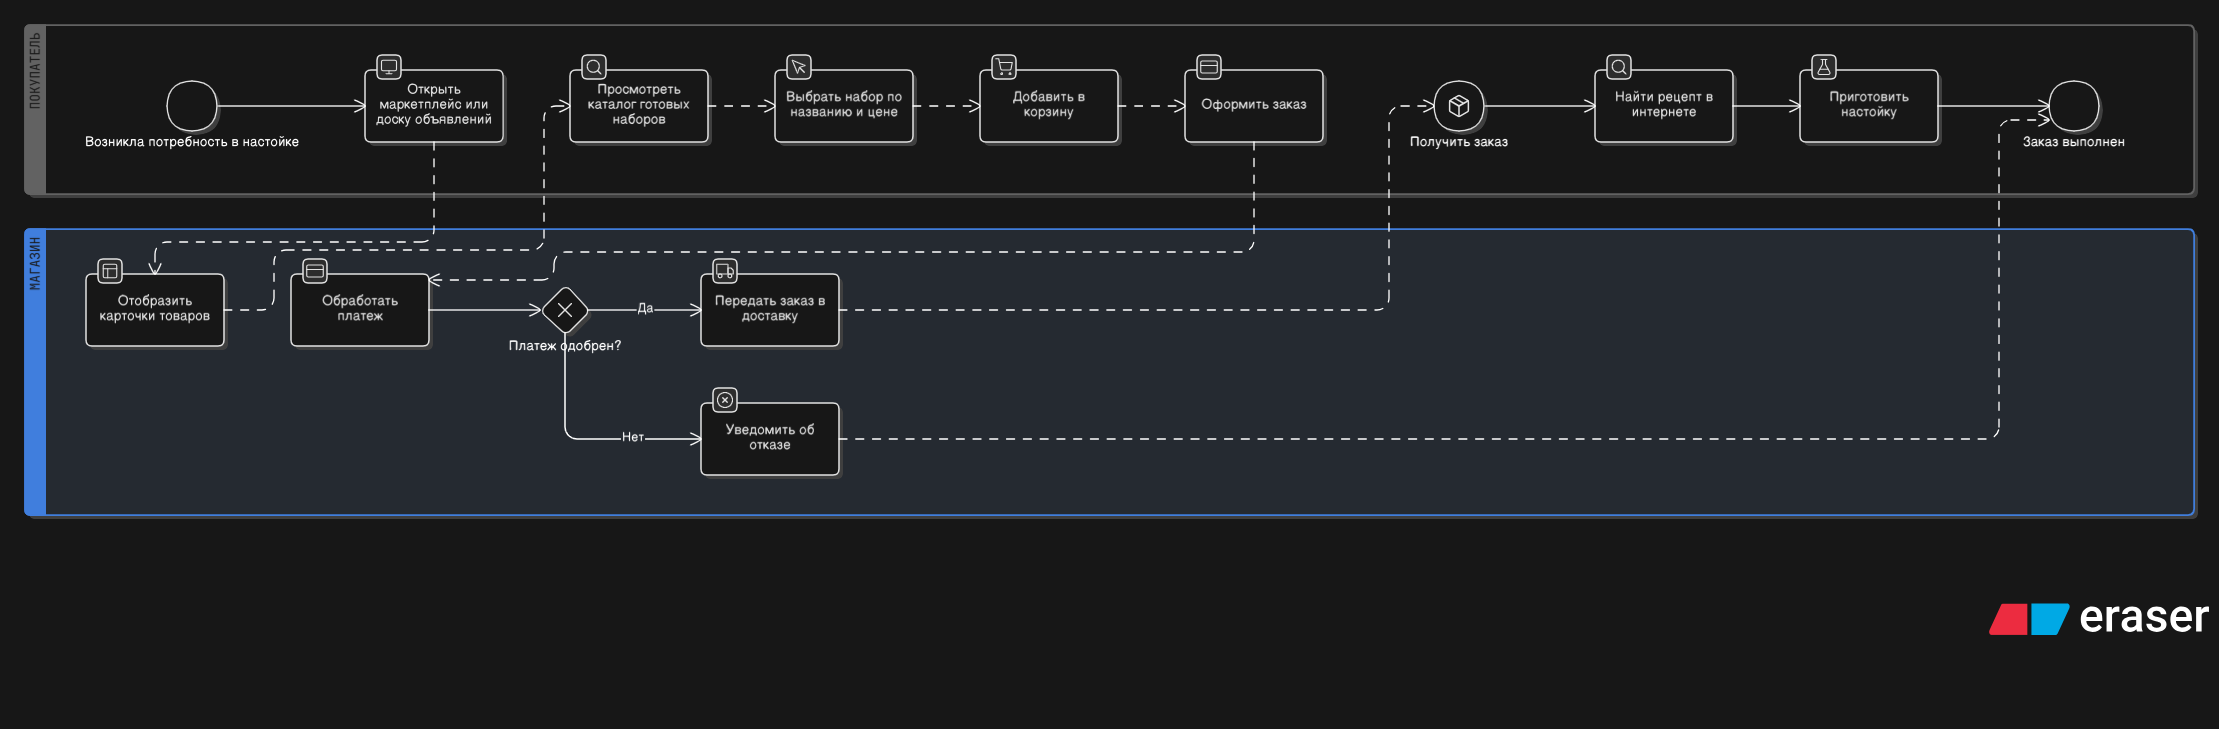 ПОКУПАТЕЛЬ
Возникла потребность в настойке
Открыть
маркетплейс или
доску объявлений
Просмотреть
каталог готовых
наборов
Выбрать набор по
названию и цене
Добавить в
корзину
Оформить заказ
Получить заказ
Найти рецепт в
интернете
Приготовить
настойку
Заказ выполнен
МАГАЗИН
Отобразить
карточки товаров
Обработать
платеж
Платеж одобрен?
Да
Передать заказ в
доставку
Нет
Уведомить об
отказе
eraser